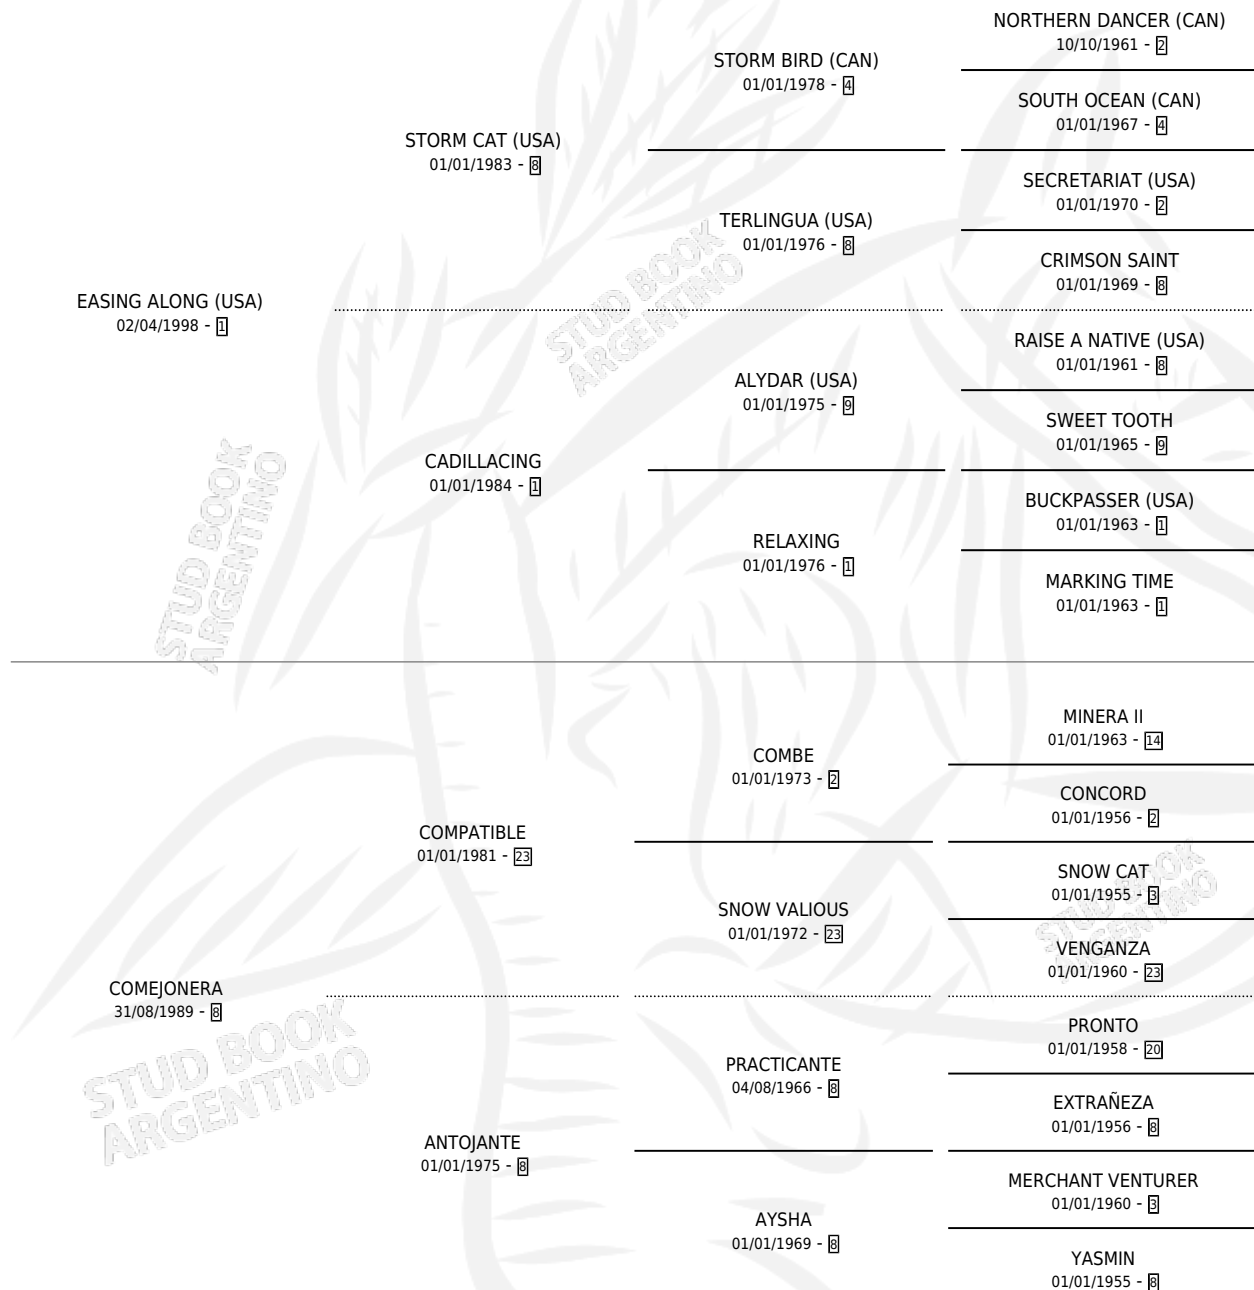 NORTHERN DANCER (CAN)
10/10/1961 - 2
STORM BIRD (CAN)
01/01/1978 - 4
SOUTH OCEAN (CAN)
01/01/1967 - 4
STORM CAT (USA)
01/01/1983 - 8
SECRETARIAT (USA)
01/01/1970 - 2
TERLINGUA (USA)
01/01/1976 - 8
CRIMSON SAINT
01/01/1969 - 8
EASING ALONG (USA)
02/04/1998 - 1
RAISE A NATIVE (USA)
01/01/1961 - 8
ALYDAR (USA)
01/01/1975 - 9
SWEET TOOTH
01/01/1965 - 9
CADILLACING
01/01/1984 - 1
BUCKPASSER (USA)
01/01/1963 - 1
RELAXING
01/01/1976 - 1
MARKING TIME
01/01/1963 - 1
MINERA II
01/01/1963 - 14
COMBE
01/01/1973 - 2
CONCORD
01/01/1956 - 2
COMPATIBLE
01/01/1981 - 23
SNOW CAT
01/01/1955 - 3
SNOW VALIOUS
01/01/1972 - 23
VENGANZA
01/01/1960 - 23
COMEJONERA
31/08/1989 - 8
PRONTO
01/01/1958 - 20
PRACTICANTE
04/08/1966 - 8
EXTRAÑEZA
01/01/1956 - 8
ANTOJANTE
01/01/1975 - 8
MERCHANT VENTURER
01/01/1960 - 3
AYSHA
01/01/1969 - 8
YASMIN
01/01/1955 - 8
STUD BOOK
ARGENTINO
STUD BOOK
ARGENTINO
STUD BOOK
ARGENTINO
STUD BOOK
ARGENTINO